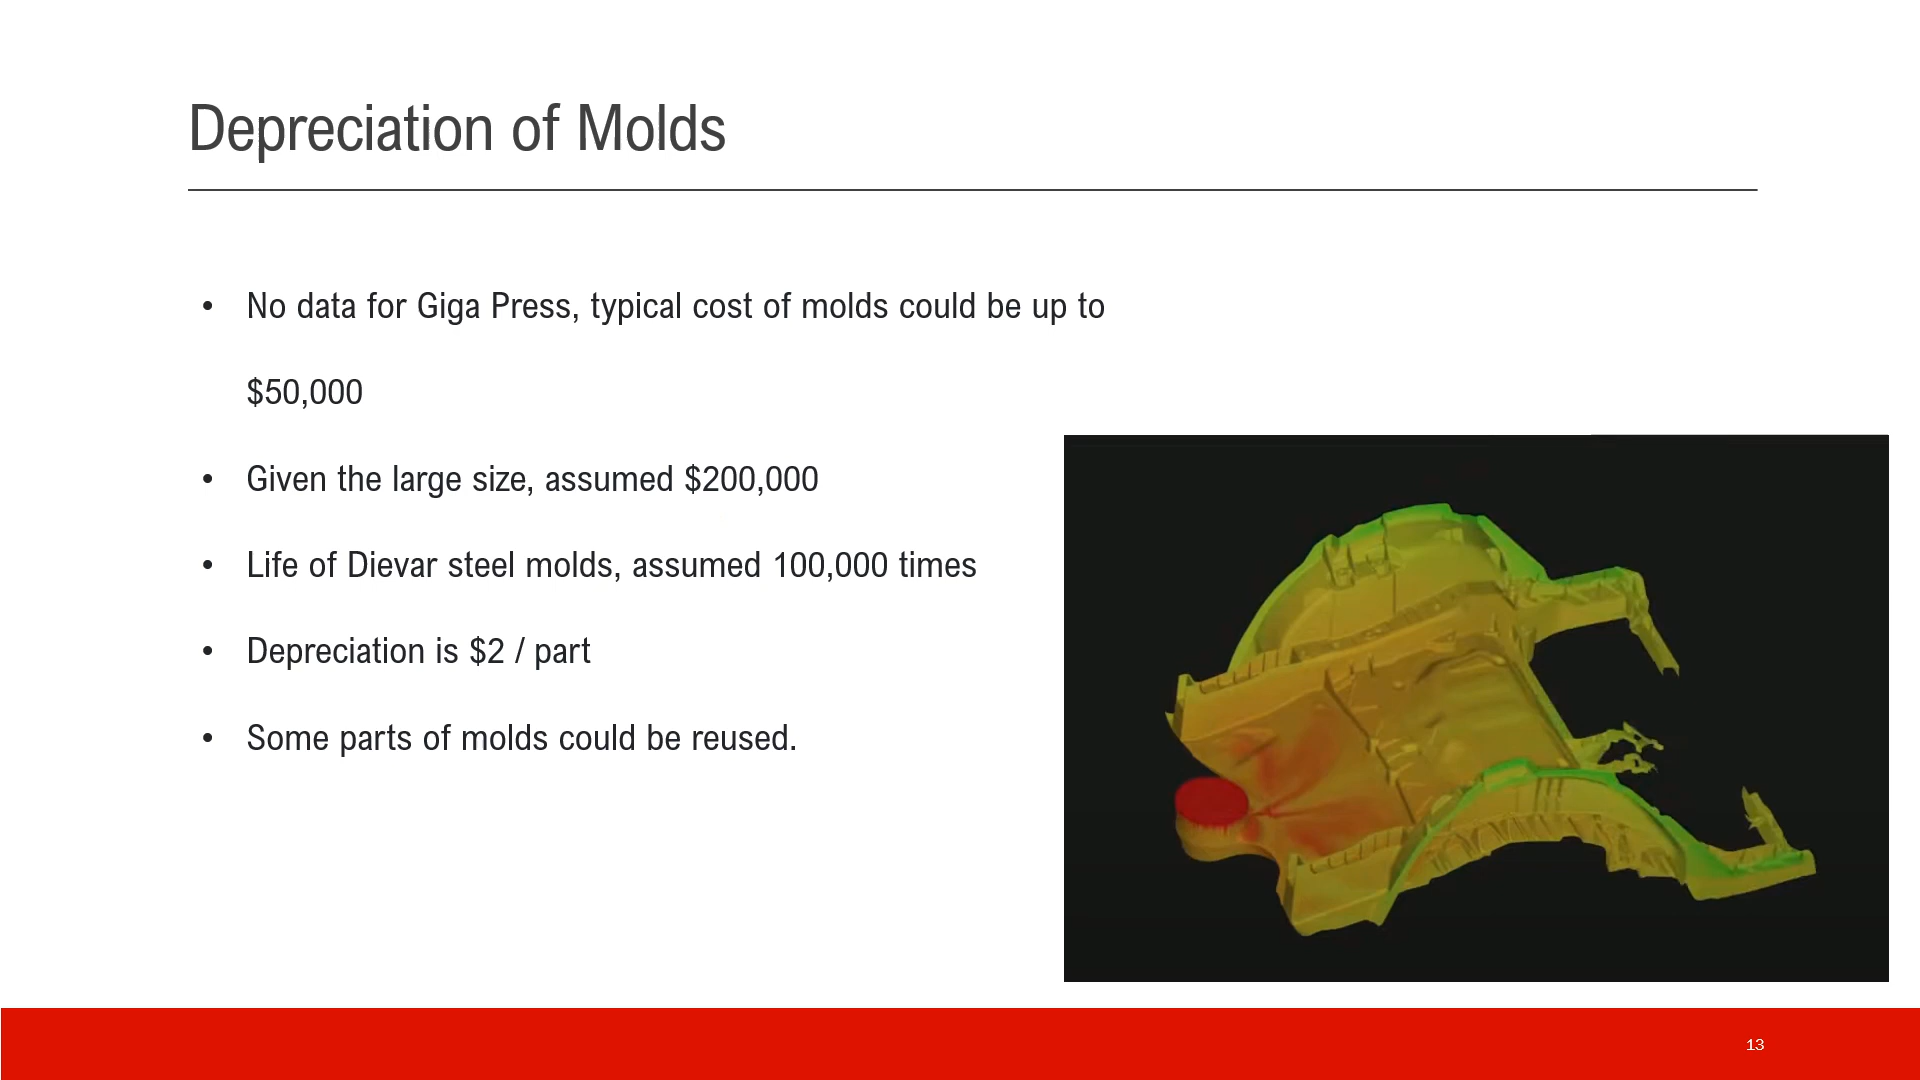 Depreciation of Molds
• No data for Giga Press, typical cost of molds could be up to
$50,000
• Given the large size, assumed $200,000
• Life of Dievar steel molds, assumed 100,000 times
• Depreciation is $2 / part
• Some parts of molds could be reused.
13